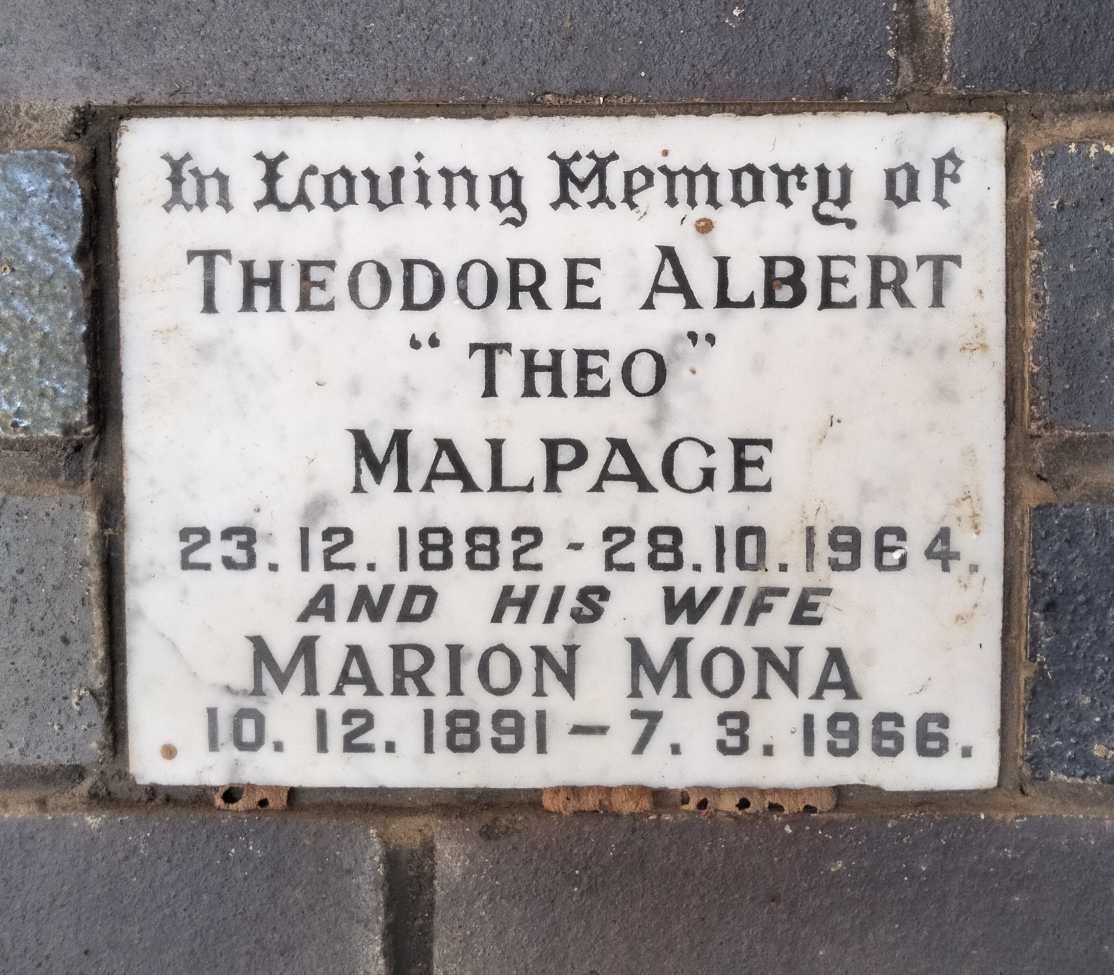 In Loving Memory of
THEODORE ALBERT
“ THEO ”
MALPAGE
23.12.1882 - 28.10.1964.
AND HIS WIFE
MARION MONA
10.12.1891 — 7.3.1966.